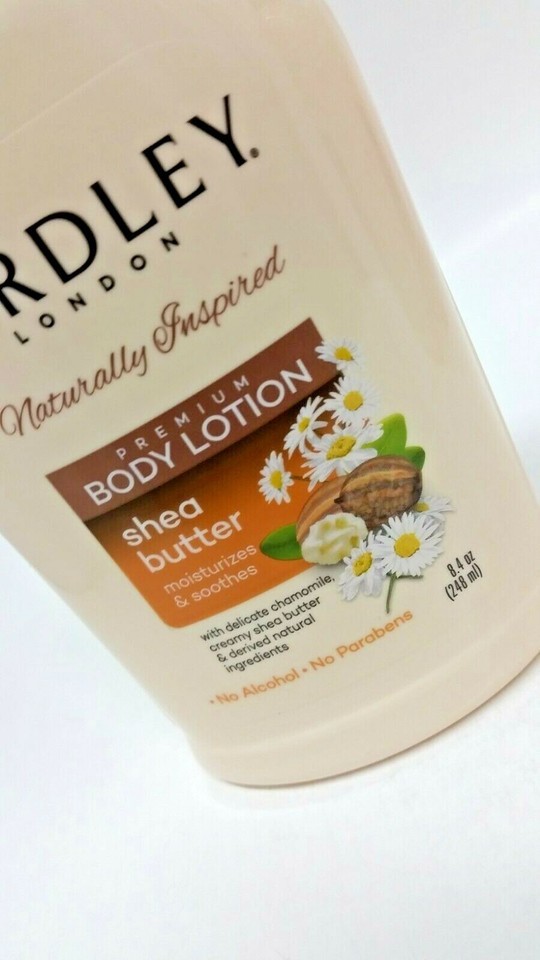 RDLEY®
LONDON
Naturally Inspired
PREMIUM
BODY LOTION
shea
butter
moisturizes
& soothes
with delicate chamomile,
creamy shea butter
& derived natural
ingredients
• No Alcohol • No Parabens
8.4 oz
(248 ml)